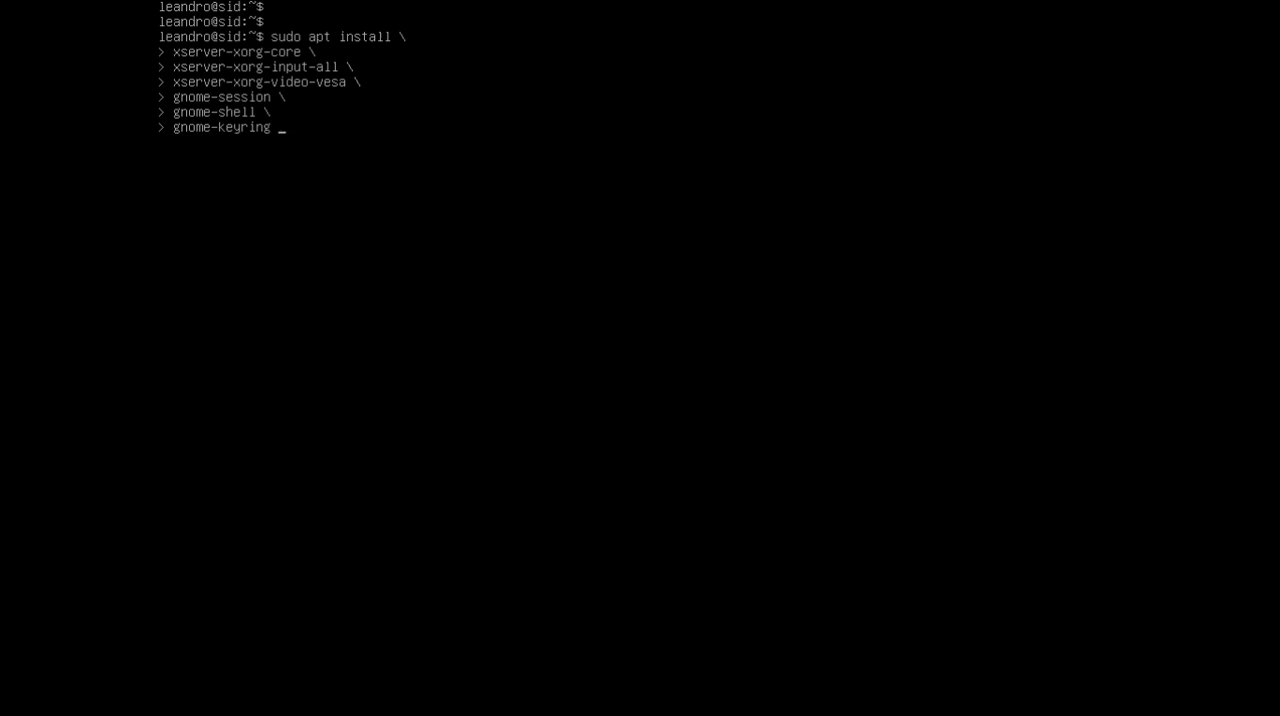 leandro@sid:~$
leandro@sid:~$
leandro@sid:~$ sudo apt install \
> xserver-xorg-core \
> xserver-xorg-input-all \
> xserver-xorg-video-vesa \
> gnome-session \
> gnome-shell \
> gnome-keyring _